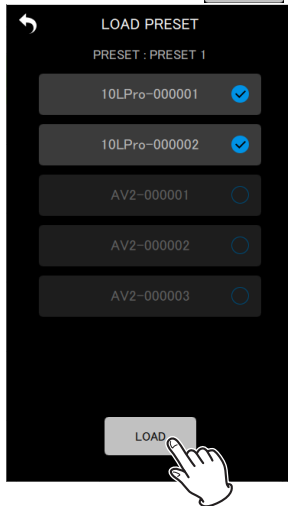 LOAD PRESET
PRESET : PRESET 1
10LPro-000001
10LPro-000002
AV2-000001
AV2-000002
AV2-000003
LOAD